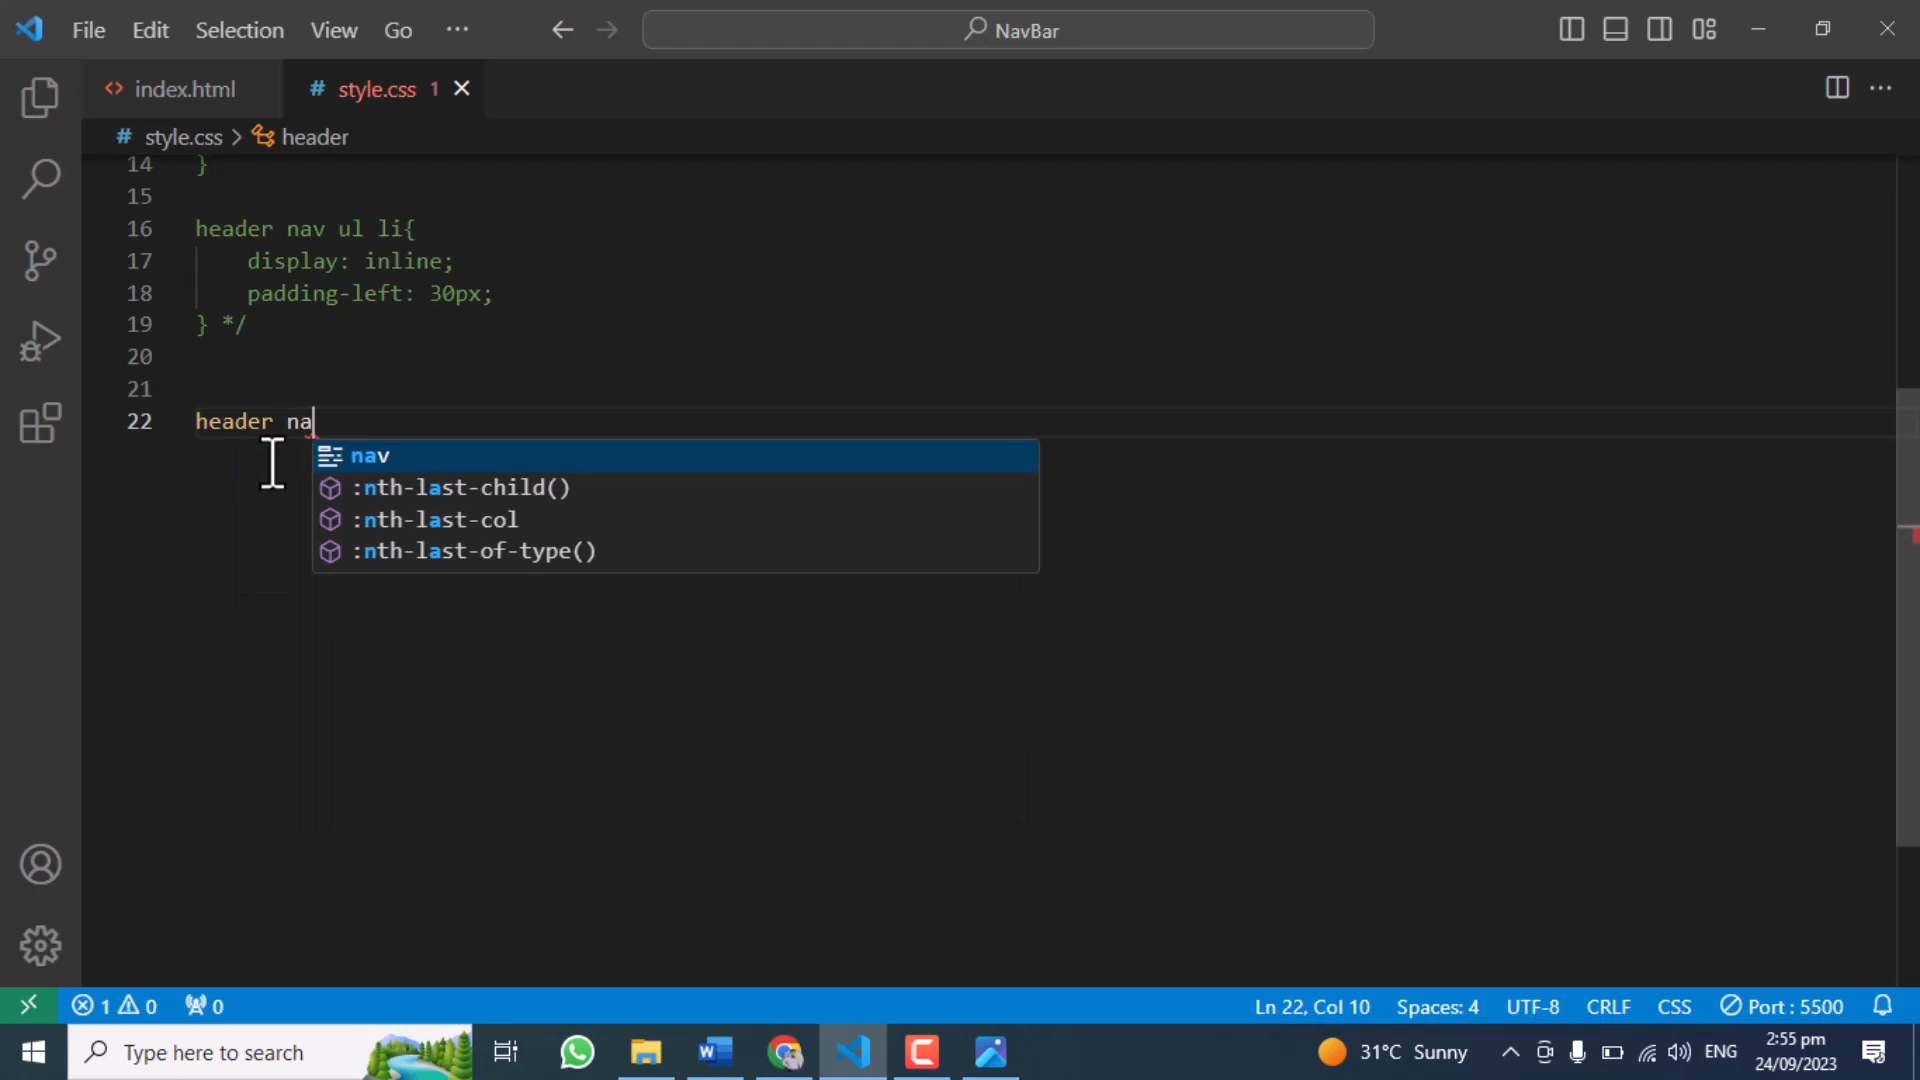 File Edit Selection View Go ···
NavBar
index.html
# style.css 1
# style.css > header
14 }
15
16 header nav ul li{
17 display: inline;
18 padding-left: 30px;
19 } */
20
21
22 header na
nav
:nth-last-child()
:nth-last-col
:nth-last-of-type()
1 0 0
Ln 22, Col 10 Spaces: 4 UTF-8 CRLF CSS Port : 5500
Type here to search
31°C Sunny
ENG
2:55 pm
24/09/2023